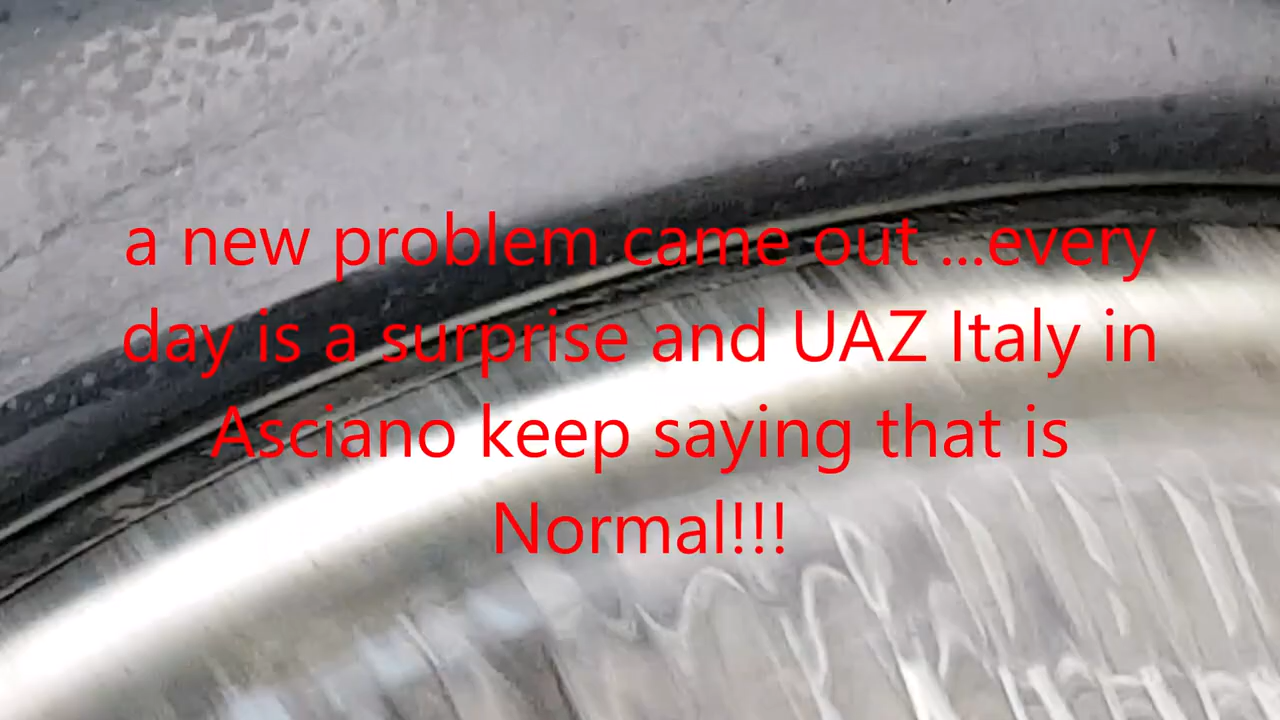 a new problem came out ...every
day is a surprise and UAZ Italy in
Asciano keep saying that is
Normal!!!